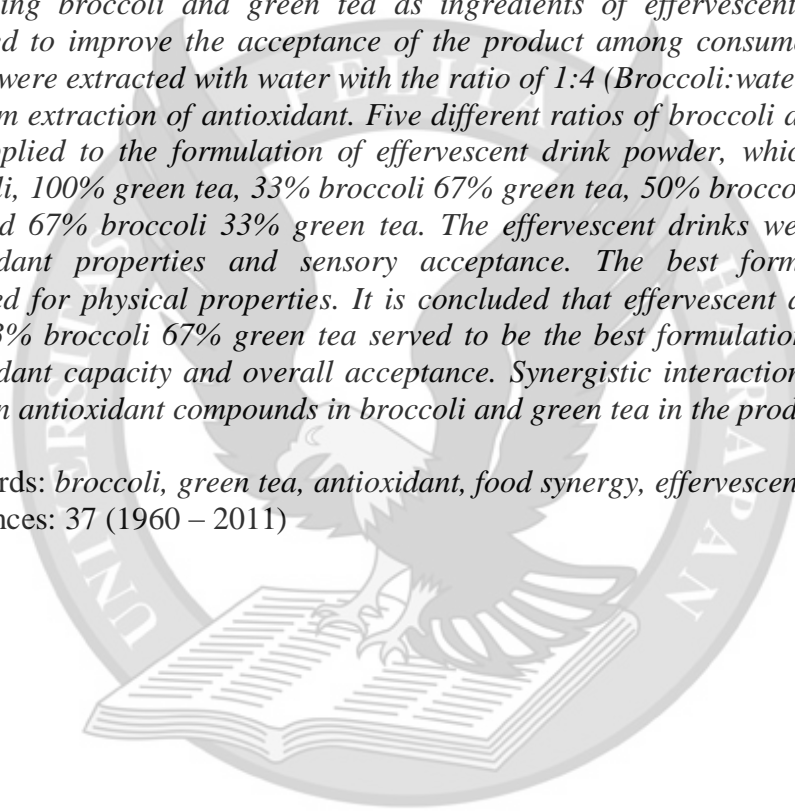 ing broccoli and green tea as ingredients of effervescent
ed to improve the acceptance of the product among consum
were extracted with water with the ratio of 1:4 (Broccoli:water
m extraction of antioxidant. Five different ratios of broccoli a
pplied to the formulation of effervescent drink powder, whic
li, 100% green tea, 33% broccoli 67% green tea, 50% brocco
d 67% broccoli 33% green tea. The effervescent drinks we
dant properties and sensory acceptance. The best form
ed for physical properties. It is concluded that effervescent d
3% broccoli 67% green tea served to be the best formulation
dant capacity and overall acceptance. Synergistic interaction
n antioxidant compounds in broccoli and green tea in the prod
rds: broccoli, green tea, antioxidant, food synergy, effervescen
nces: 37 (1960 – 2011)
UNIVERSITAS PELITA HARAPAN